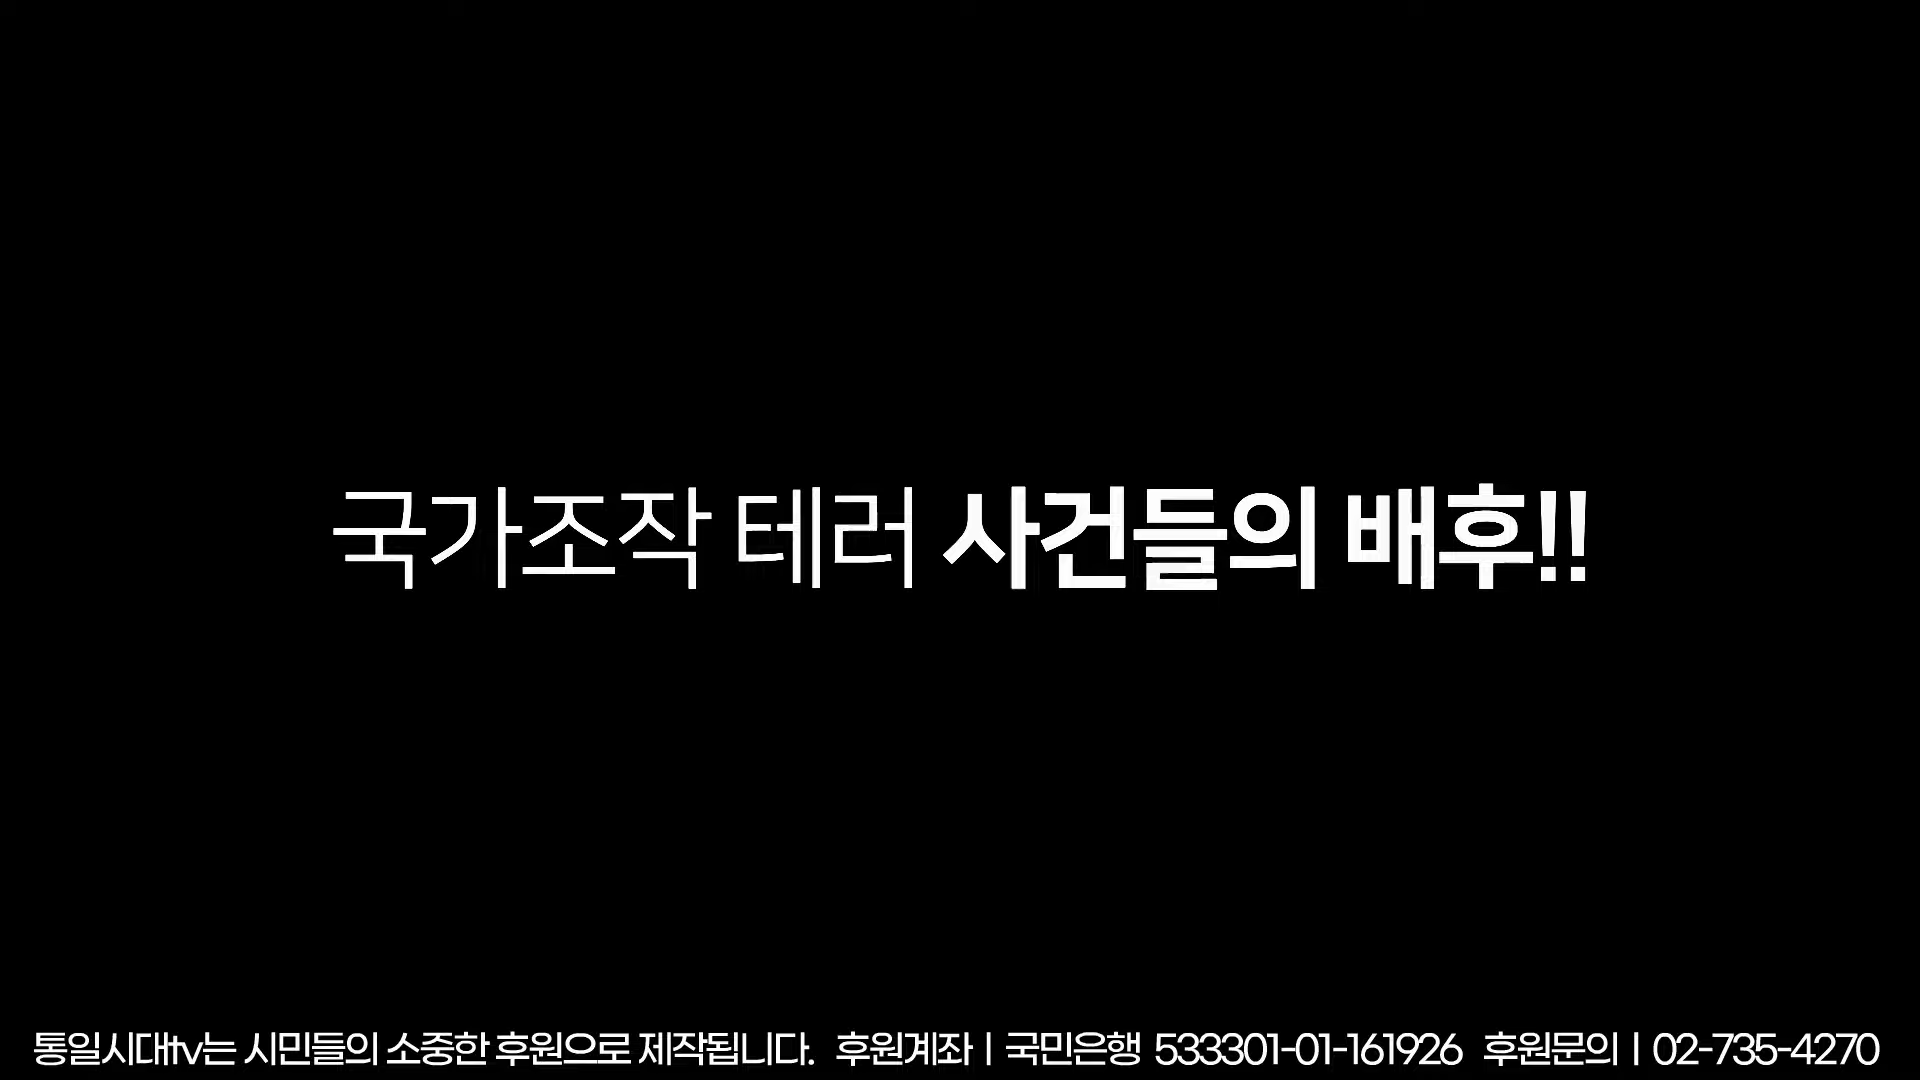 국가조작 테러 사건들의 배후!!
통일시대tv는 시민들의 소중한 후원으로 제작됩니다. 후원계좌 | 국민은행 533301-01-161926 후원문의 | 02-735-4270